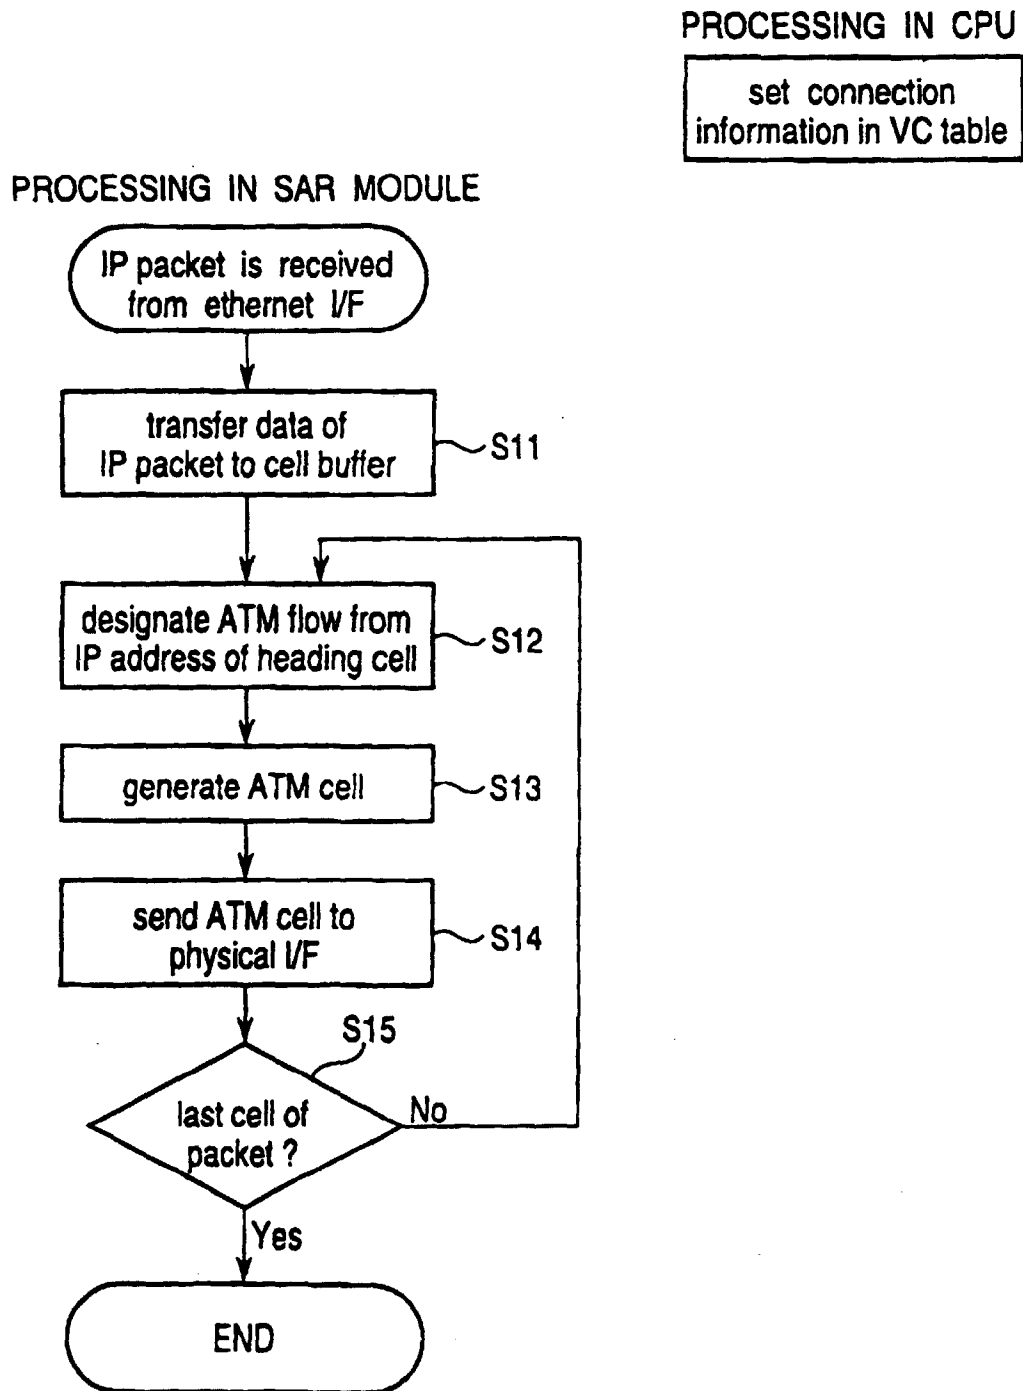 PROCESSING IN CPU
set connection
information in VC table
PROCESSING IN SAR MODULE
IP packet is received
from ethernet I/F
transfer data of
IP packet to cell buffer
S11
designate ATM flow from
IP address of heading cell
S12
generate ATM cell
S13
send ATM cell to
physical I/F
S14
S15
last cell of
packet ?
No
Yes
END